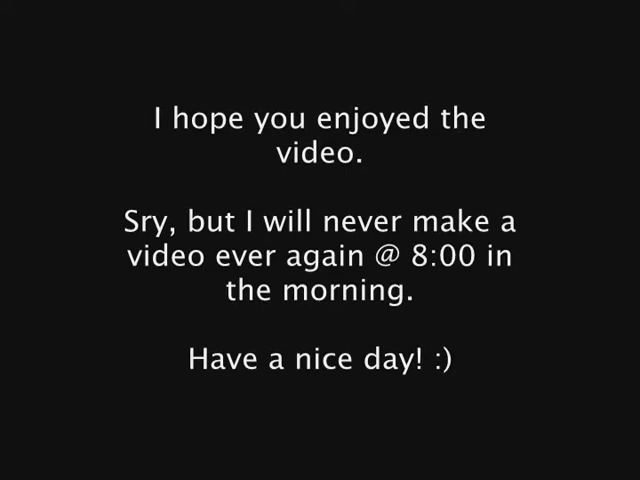 I hope you enjoyed the
video.
Sry, but I will never make a
video ever again @ 8:00 in
the morning.
Have a nice day! :)